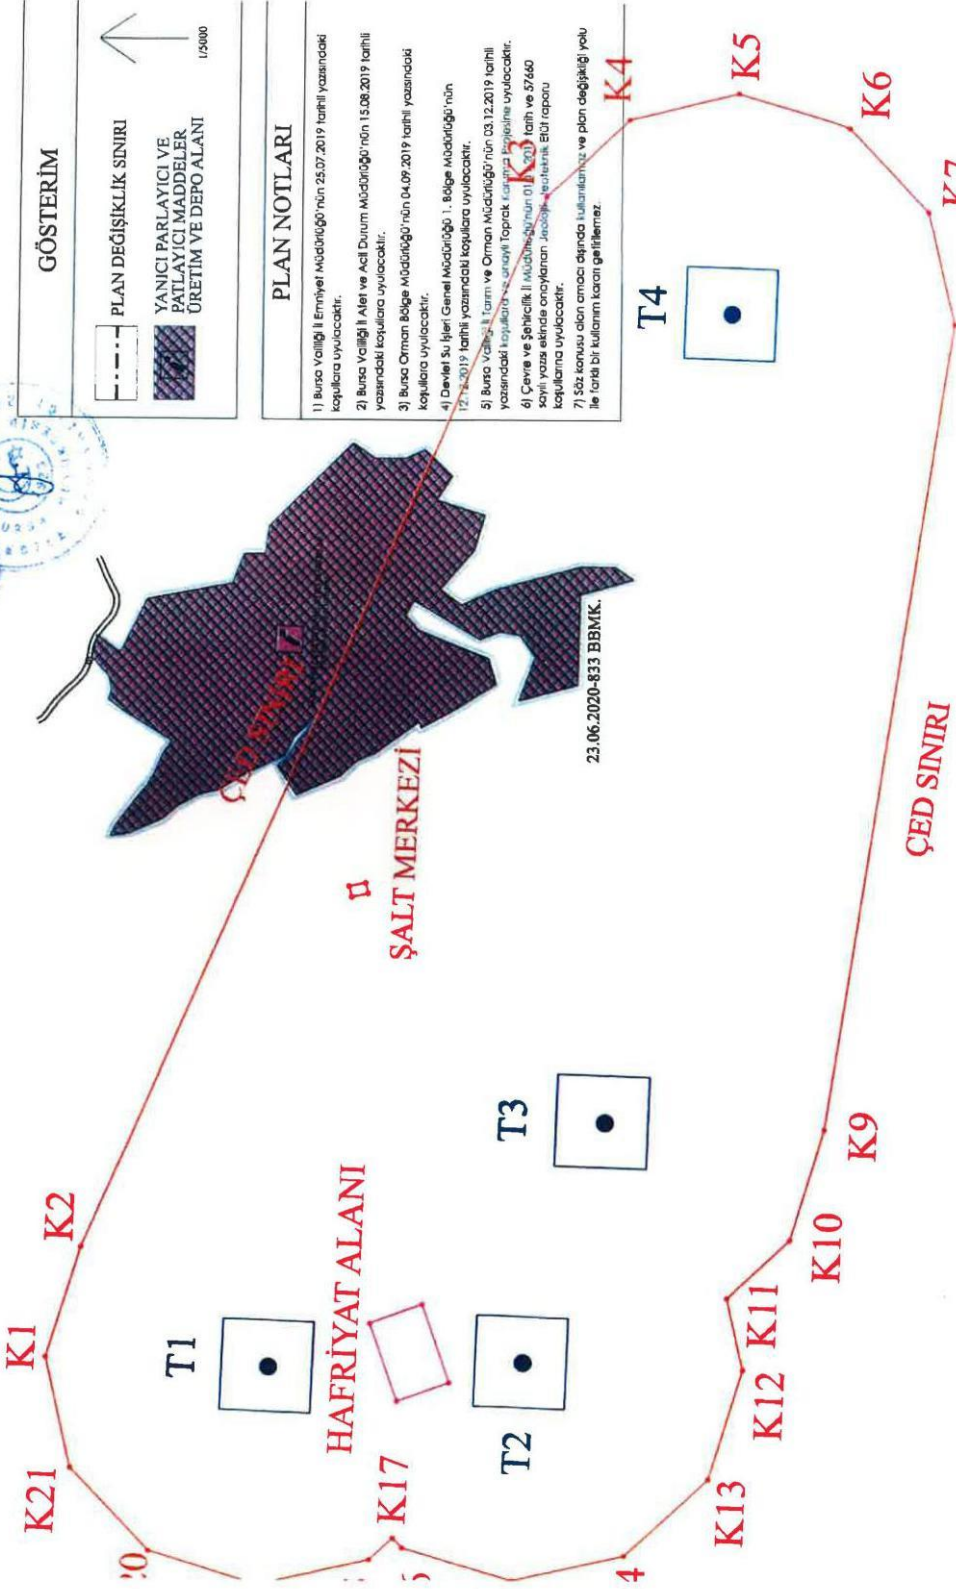 GÖSTERİM
PLAN DEĞİŞİKLİK SINIRI
YANICI PARLAYICI VE
PATLAYICI MADDELER
ÜRETİM VE DEPO ALANI
1/5000
PLAN NOTLARI
1) Bursa Valiliği İl Emniyet Müdürlüğü'nün 25.07.2019 tarihli yazısındaki
koşullara uyulacaktır.
2) Bursa Valiliği İl Afet ve Acil Durum Müdürlüğü'nün 15.08.2019 tarihli
yazısındaki koşullara uyulacaktır.
3) Bursa Orman Bölge Müdürlüğü'nün 04.09.2019 tarihli yazısındaki
koşullara uyulacaktır.
4) Devlet Su İşleri Genel Müdürlüğü 1. Bölge Müdürlüğü'nün
12.12.2019 tarihli yazısındaki koşullara uyulacaktır.
5) Bursa Valiliği İl Tarım ve Orman Müdürlüğü'nün 03.12.2019 tarihli
yazısındaki koşullara ve onaylı Toprak Koruma Projesine uyulacaktır.
6) Çevre ve Şehircilik İl Müdürlüğü'nün tarih ve 57660
sayılı yazısı ekinde onaylanan Jeolojik-Jeoteknik Etüt raporu
koşullarına uyulacaktır.
7) Söz konusu alan amacı dışında kullanılamaz ve plan değişikliği yolu
ile farklı bir kullanım kararı getirilemez.
23.06.2020-833 BBMK.
ÇED SINIRI
ŞALT MERKEZİ
HAFRİYAT ALANI
ÇED SINIRI
T1
T2
T3
T4
K1
K2
K3
K4
K5
K6
K7
K9
K10
K11
K12
K13
4
K17
20
K21